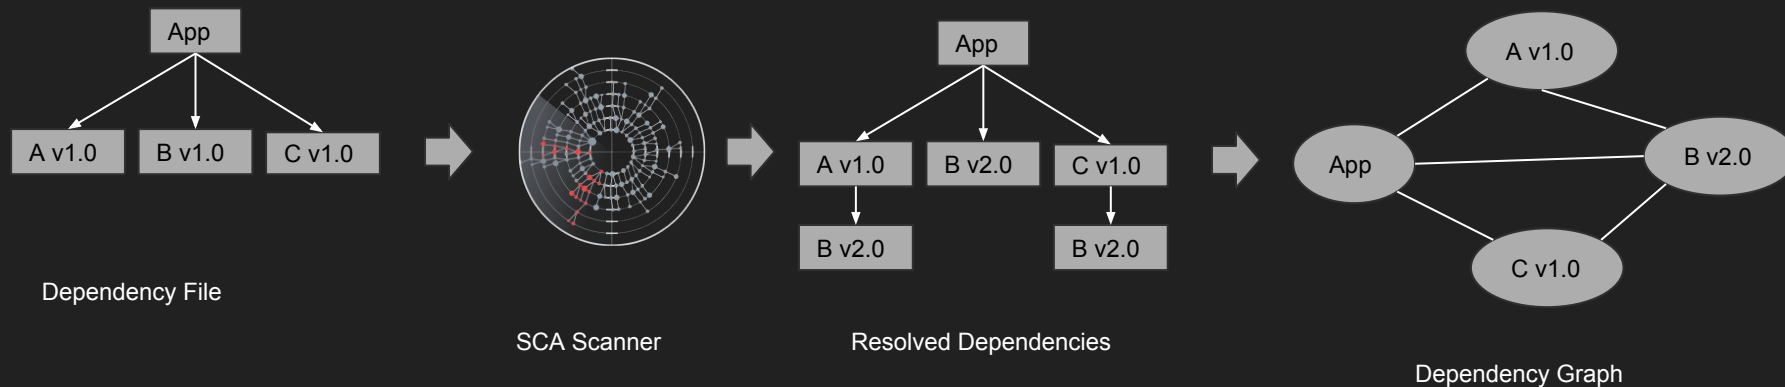 App
A v1.0
B v1.0
C v1.0
Dependency File
SCA Scanner
App
A v1.0
B v2.0
C v1.0
B v2.0
B v2.0
Resolved Dependencies
A v1.0
App
B v2.0
C v1.0
Dependency Graph